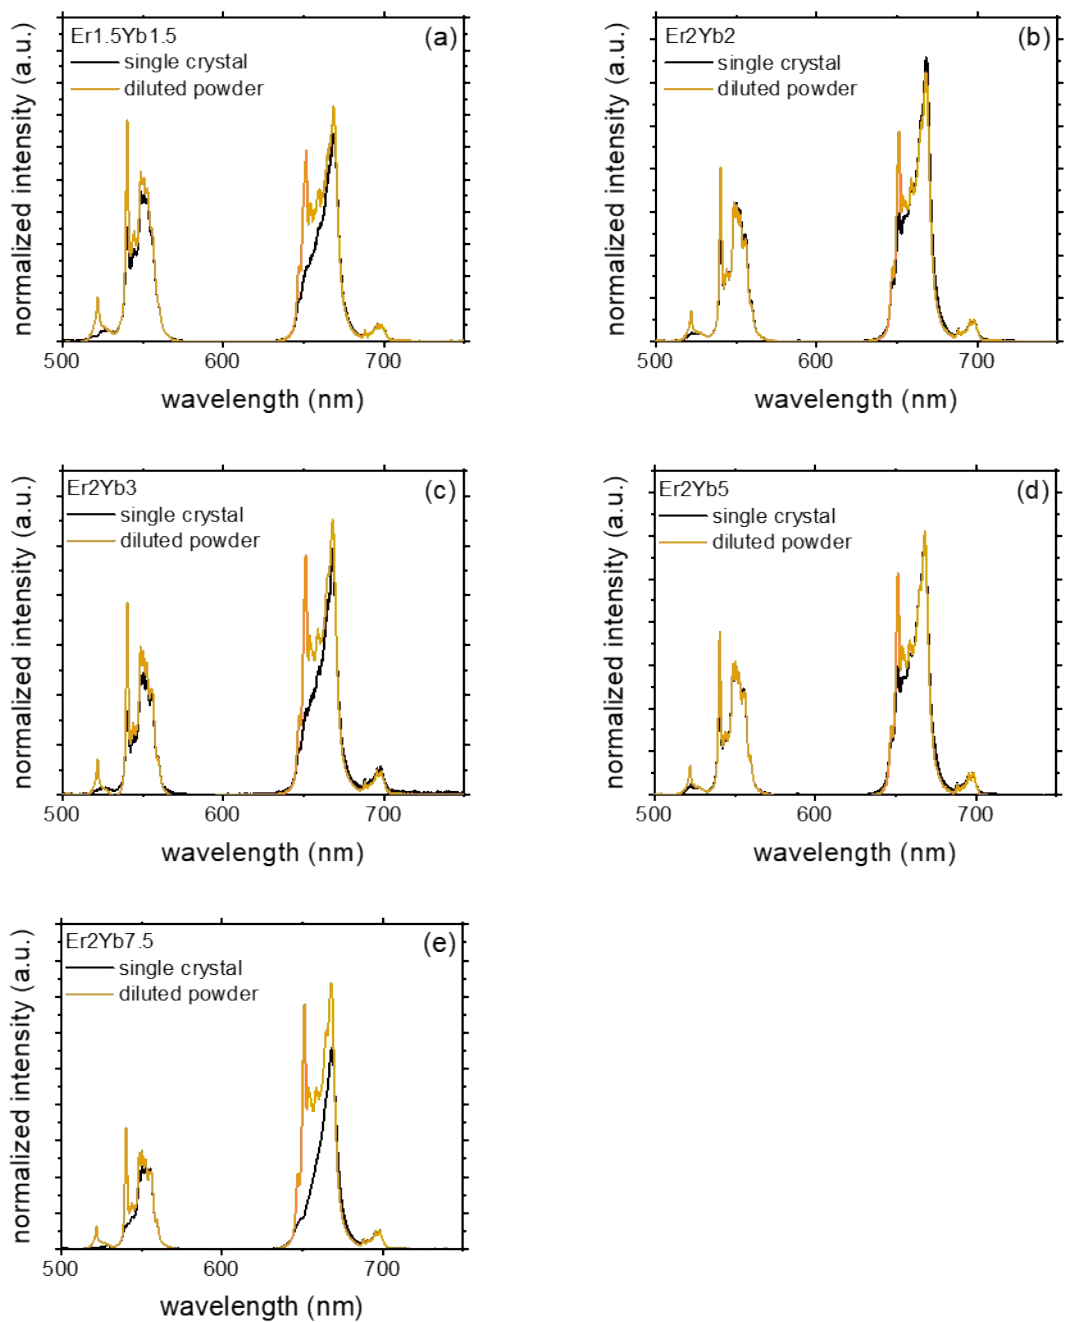 normalized intensity (a.u.)
Er1.5Yb1.5
(a)
single crystal
diluted powder
500
600
700
wavelength (nm)
normalized intensity (a.u.)
Er2Yb2
(b)
single crystal
diluted powder
500
600
700
wavelength (nm)
normalized intensity (a.u.)
Er2Yb3
(c)
single crystal
diluted powder
500
600
700
wavelength (nm)
normalized intensity (a.u.)
Er2Yb5
(d)
single crystal
diluted powder
500
600
700
wavelength (nm)
normalized intensity (a.u.)
Er2Yb7.5
(e)
single crystal
diluted powder
500
600
700
wavelength (nm)